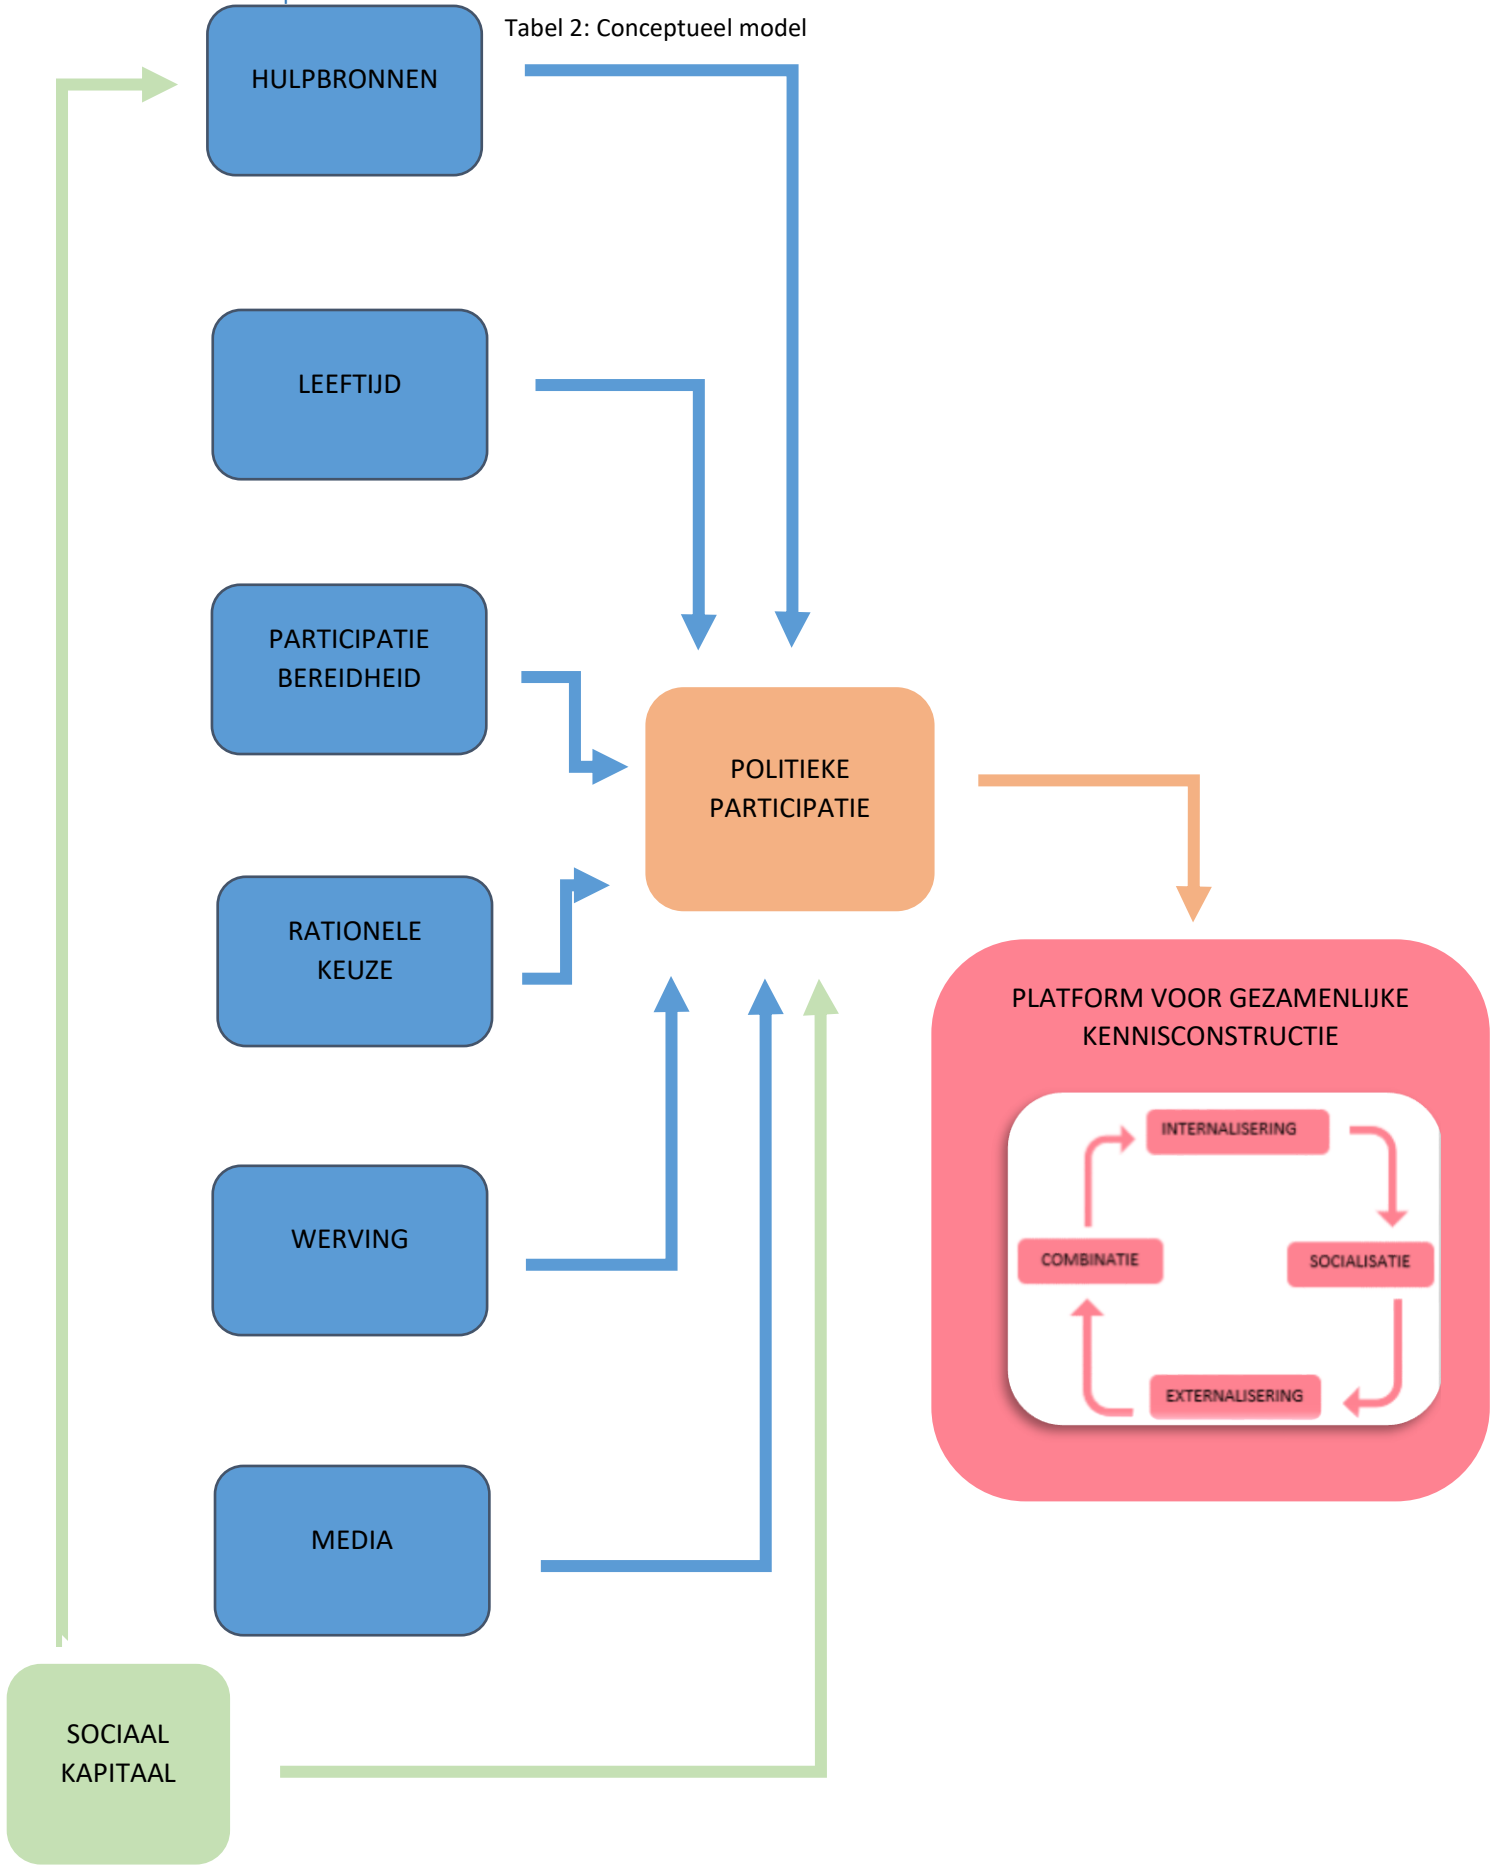 Tabel 2: Conceptueel model
HULPBRONNEN
LEEFTIJD
PARTICIPATIE
BEREIDHEID
POLITIEKE
PARTICIPATIE
RATIONELE
KEUZE
PLATFORM VOOR GEZAMENLIJKE
KENNISCONSTRUCTIE
INTERNALISERING
COMBINATIE
SOCIALISATIE
EXTERNALISERING
WERVING
MEDIA
SOCIAAL
KAPITAAL